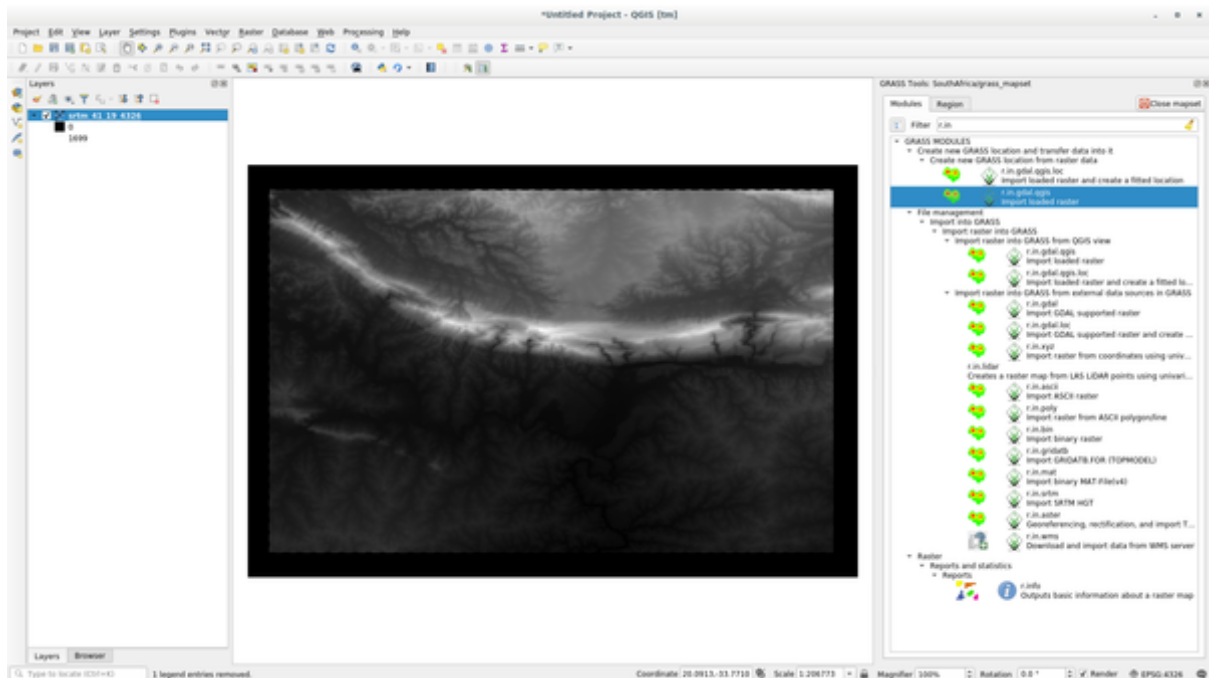 *Untitled Project - QGIS [tm]
Project Edit View Layer Settings Plugins Vector Raster Database Web Processing Help
Layers
srtm_41_19_4326
0
1699
Layers Browser
Type to locate (Ctrl+K)
1 legend entries removed.
GRASS Tools: SouthAfrica/grass_mapset
Modules Region Close mapset
Filter r.in
GRASS MODULES
Create new GRASS location and transfer data into it
Create new GRASS location from raster data
r.in.gdal.qgis.loc
Import loaded raster and create a fitted location
r.in.gdal.qgis
Import loaded raster
File management
Import into GRASS
Import raster into GRASS
Import raster into GRASS from QGIS view
r.in.gdal.qgis
Import loaded raster
r.in.gdal.qgis.loc
Import loaded raster and create a fitted lo...
Import raster into GRASS from external data sources in GRASS
r.in.gdal
Import GDAL supported raster
r.in.gdal.loc
Import GDAL supported raster and create ...
r.in.xyz
Import raster from coordinates using univ...
r.in.lidar
Creates a raster map from LAS LiDAR points using univari...
r.in.ascii
Import ASCII raster
r.in.poly
Import raster from ASCII polygon/line
r.in.bin
Import binary raster
r.in.gridatb
Import GRIDATB.FOR (TOPMODEL)
r.in.mat
Import binary MAT-File(v4)
r.in.srtm
Import SRTM HGT
r.in.aster
Georeferencing, rectification, and import T...
r.in.wms
Download and import data from WMS server
Raster
Reports and statistics
Reports
r.info
Outputs basic information about a raster map
Coordinate 20.0913,-33.7710 Scale 1:206773 Magnifier 100% Rotation 0.0 ° Render EPSG:4326